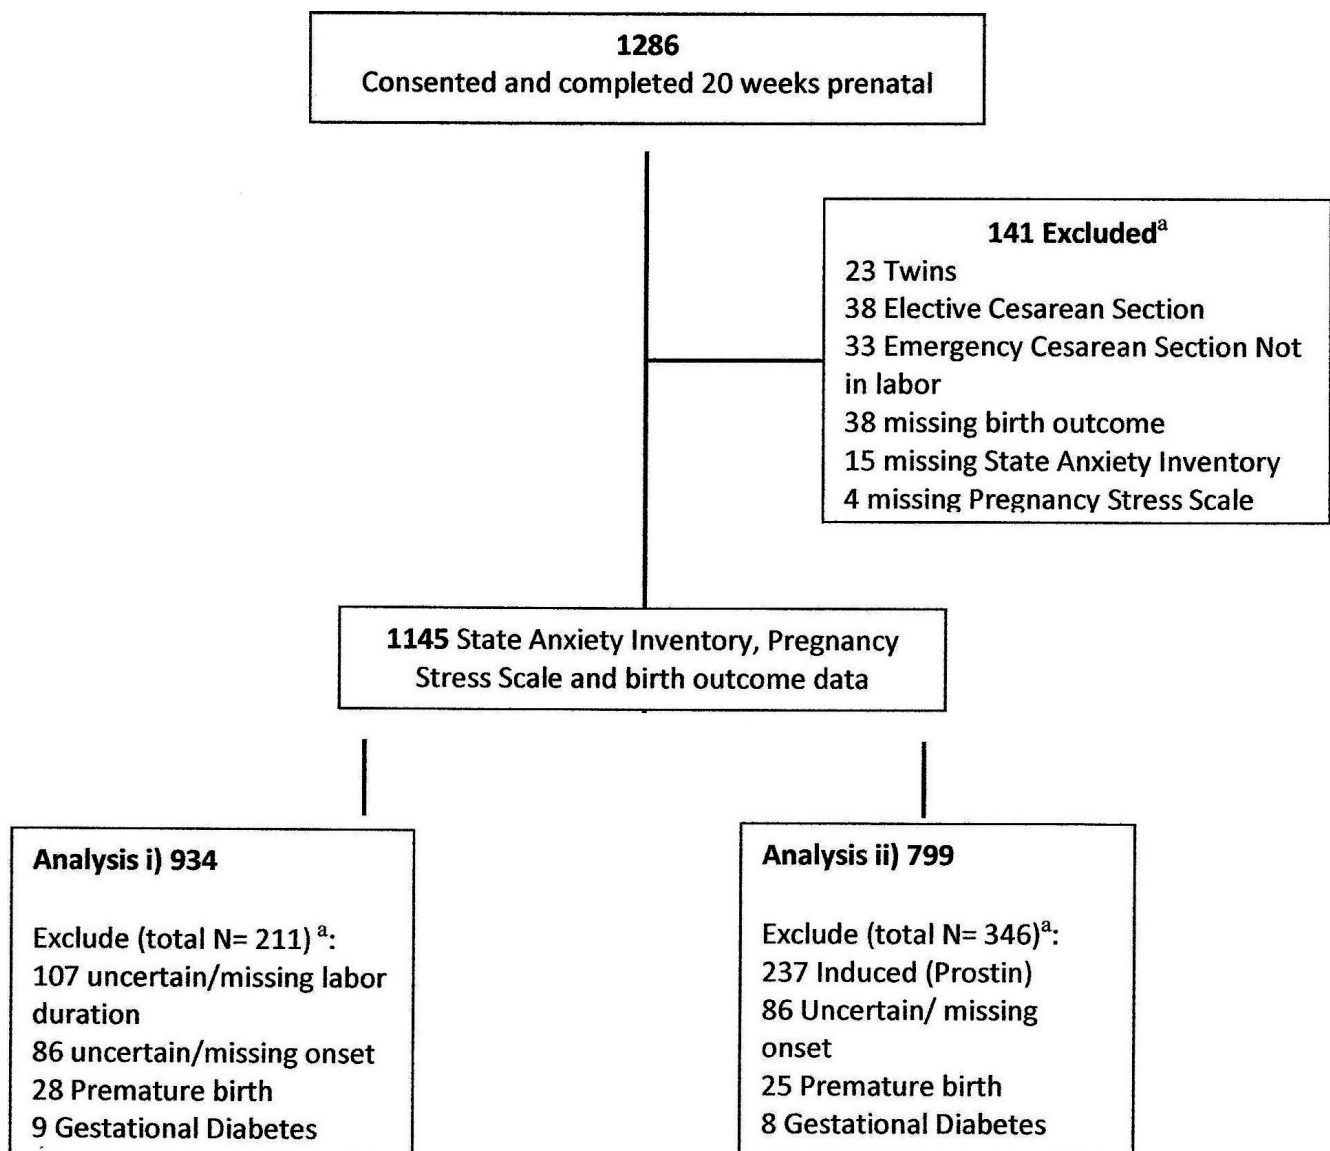 1286
Consented and completed 20 weeks prenatal
141 Excludedª
23 Twins
38 Elective Cesarean Section
33 Emergency Cesarean Section Not
in labor
38 missing birth outcome
15 missing State Anxiety Inventory
4 missing Pregnancy Stress Scale
1145 State Anxiety Inventory, Pregnancy
Stress Scale and birth outcome data
Analysis i) 934
Exclude (total N= 211) ª:
107 uncertain/missing labor
duration
86 uncertain/missing onset
28 Premature birth
9 Gestational Diabetes
Analysis ii) 799
Exclude (total N= 346)ª:
237 Induced (Prostin)
86 Uncertain/ missing
onset
25 Premature birth
8 Gestational Diabetes